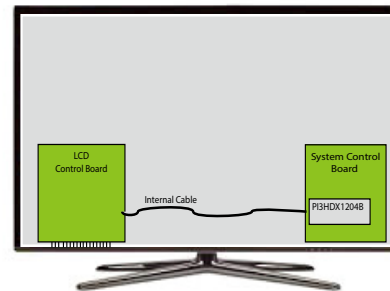 LCD
Control Board
Internal Cable
System Control
Board
PI3HDX1204B